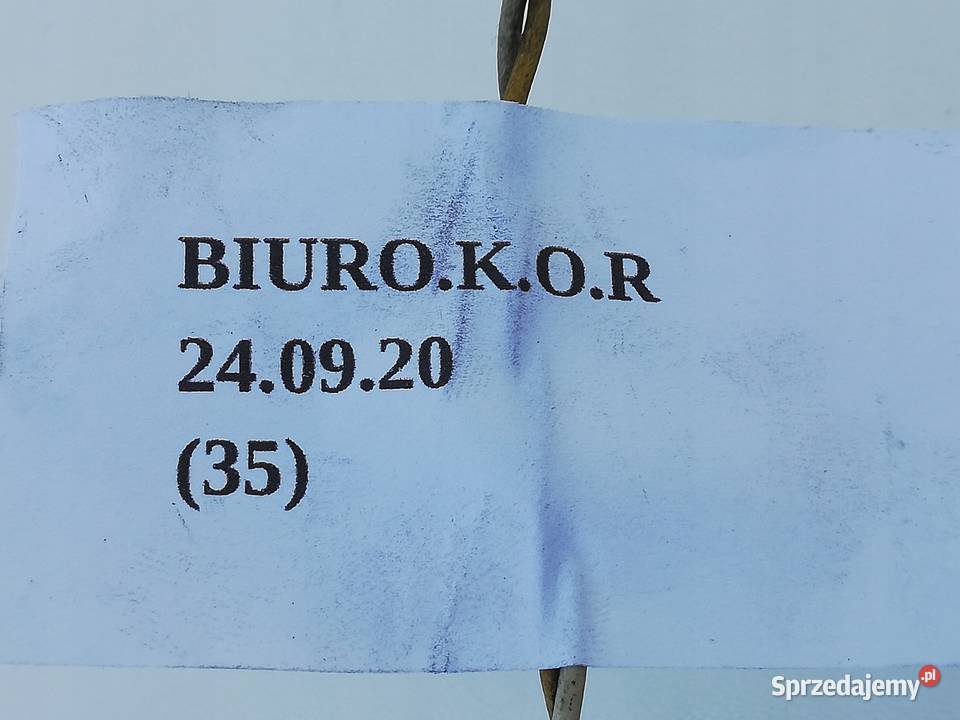 BIURO.K.O.R
24.09.20
(35)
Sprzedajemy.pl